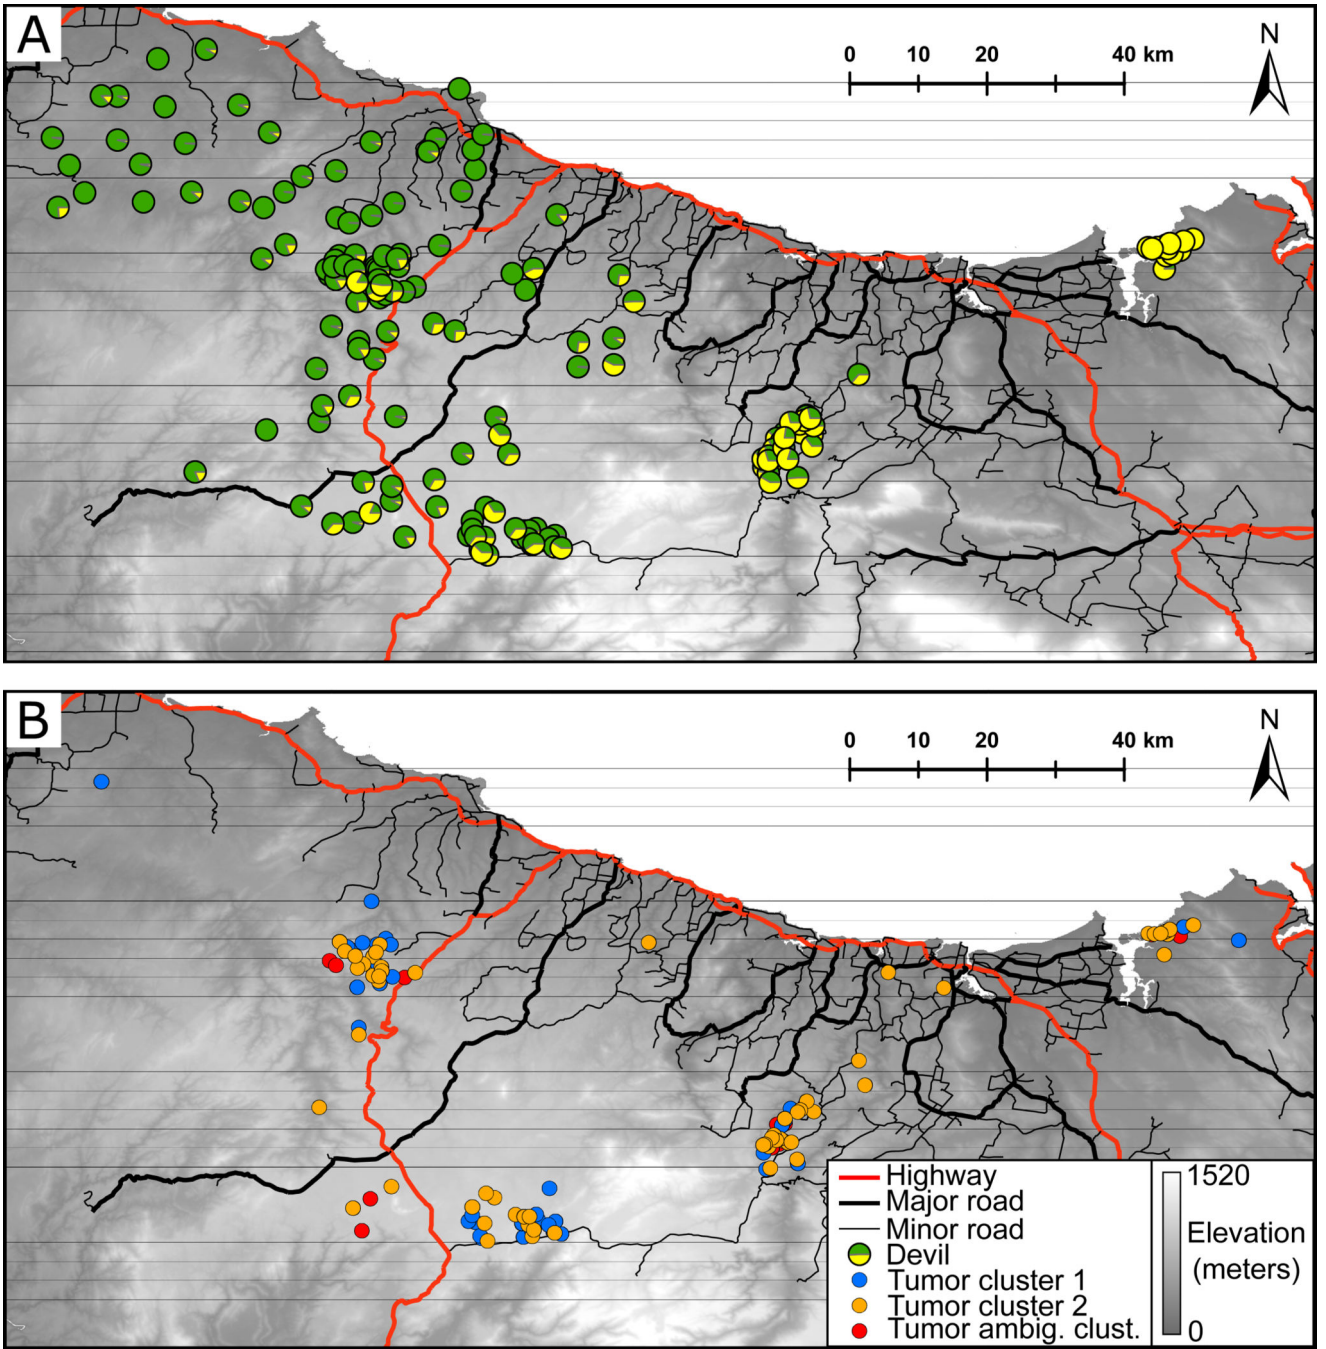 A
N
0 10 20 40 km
B
N
0 10 20 40 km
Highway
Major road
Minor road
Devil
Tumor cluster 1
Tumor cluster 2
Tumor ambig. clust.
1520
Elevation
(meters)
0